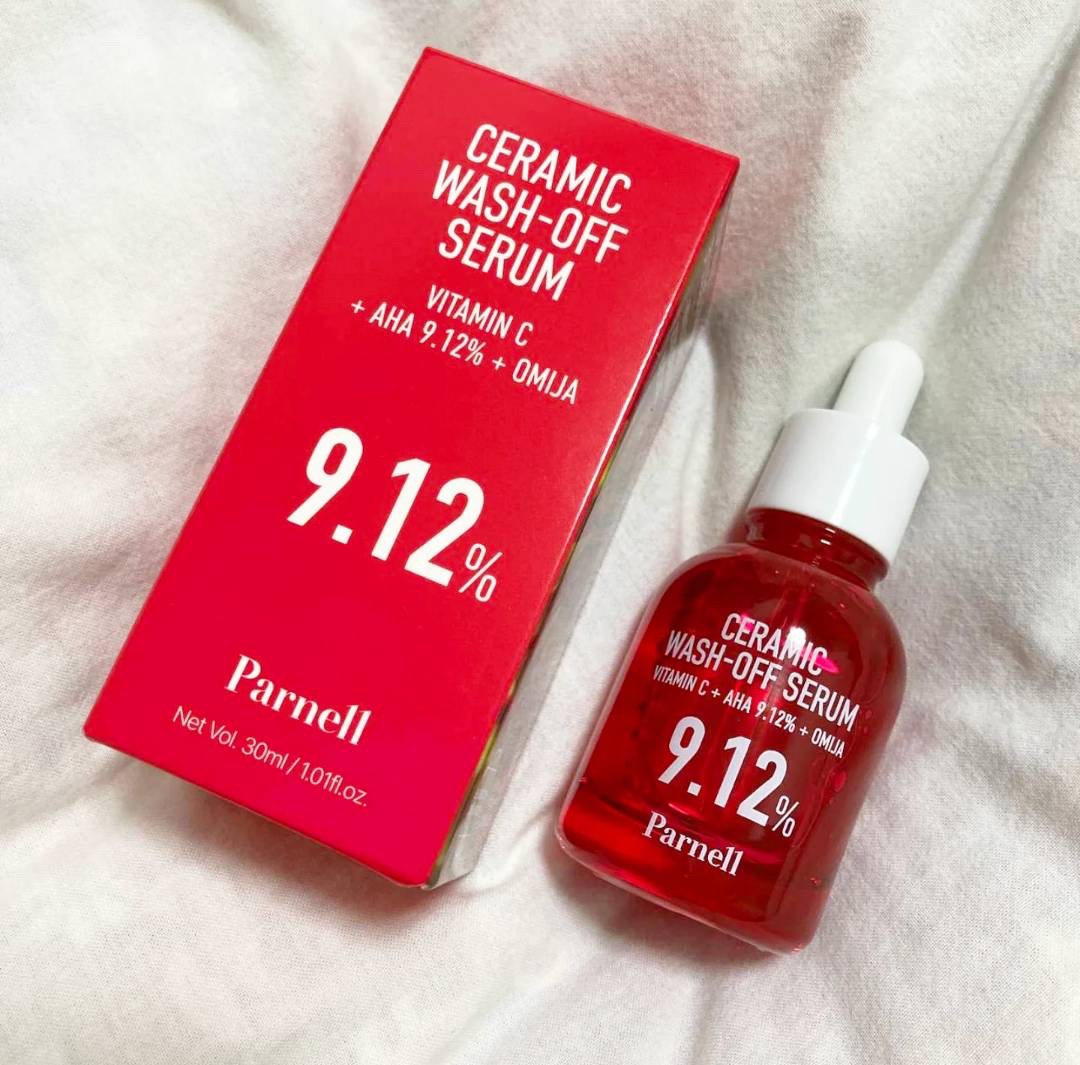 CERAMIC
WASH-OFF
SERUM
VITAMIN C
+ AHA 9.12% + OMIJA
9.12%
Parnell
Net Vol. 30ml / 1.01fl.oz.
CERAMIC
WASH-OFF SERUM
VITAMIN C + AHA 9.12% + OMIJA
9.12%
Parnell